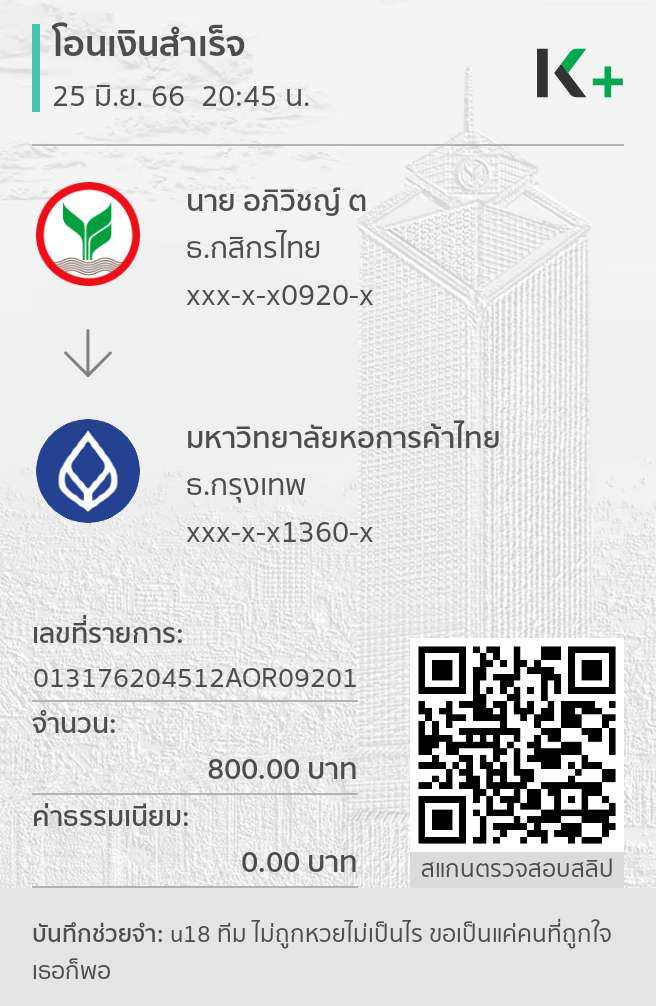 โอนเงินสำเร็จ
25 มิ.ย. 66 20:45 น.
K+
นาย อภิวิชญ์ ต
ธ.กสิกรไทย
xxx-x-x0920-x
มหาวิทยาลัยหอการค้าไทย
ธ.กรุงเทพ
xxx-x-x1360-x
เลขที่รายการ:
013176204512AOR09201
จำนวน:
800.00 บาท
ค่าธรรมเนียม:
0.00 บาท
สแกนตรวจสอบสลิป
บันทึกช่วยจำ: u18 ทีม ไม่ถูกหวยไม่เป็นไร ขอเป็นแค่คนที่ถูกใจ
เธอก็พอ